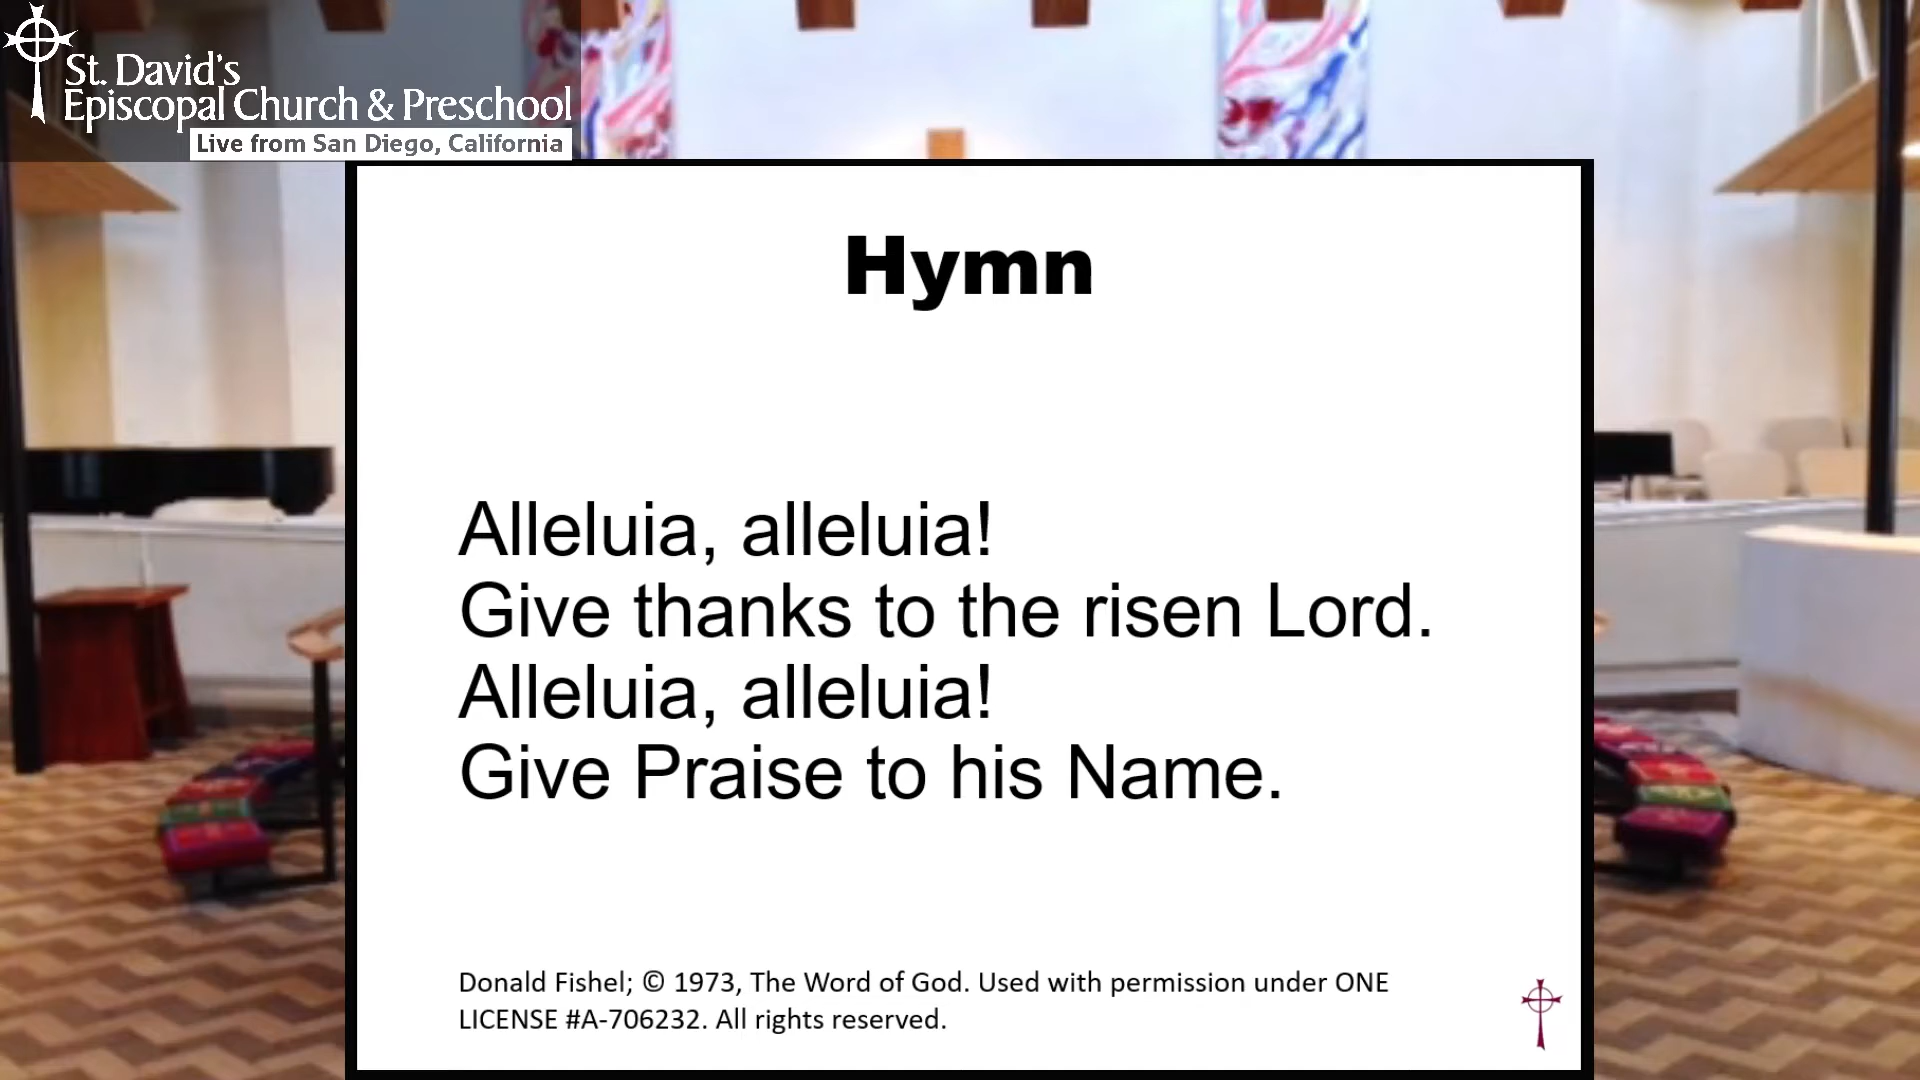 St. David's
Episcopal Church & Preschool
Live from San Diego, California
Hymn
Alleluia, alleluia!
Give thanks to the risen Lord.
Alleluia, alleluia!
Give Praise to his Name.
Donald Fishel; © 1973, The Word of God. Used with permission under ONE
LICENSE #A-706232. All rights reserved.